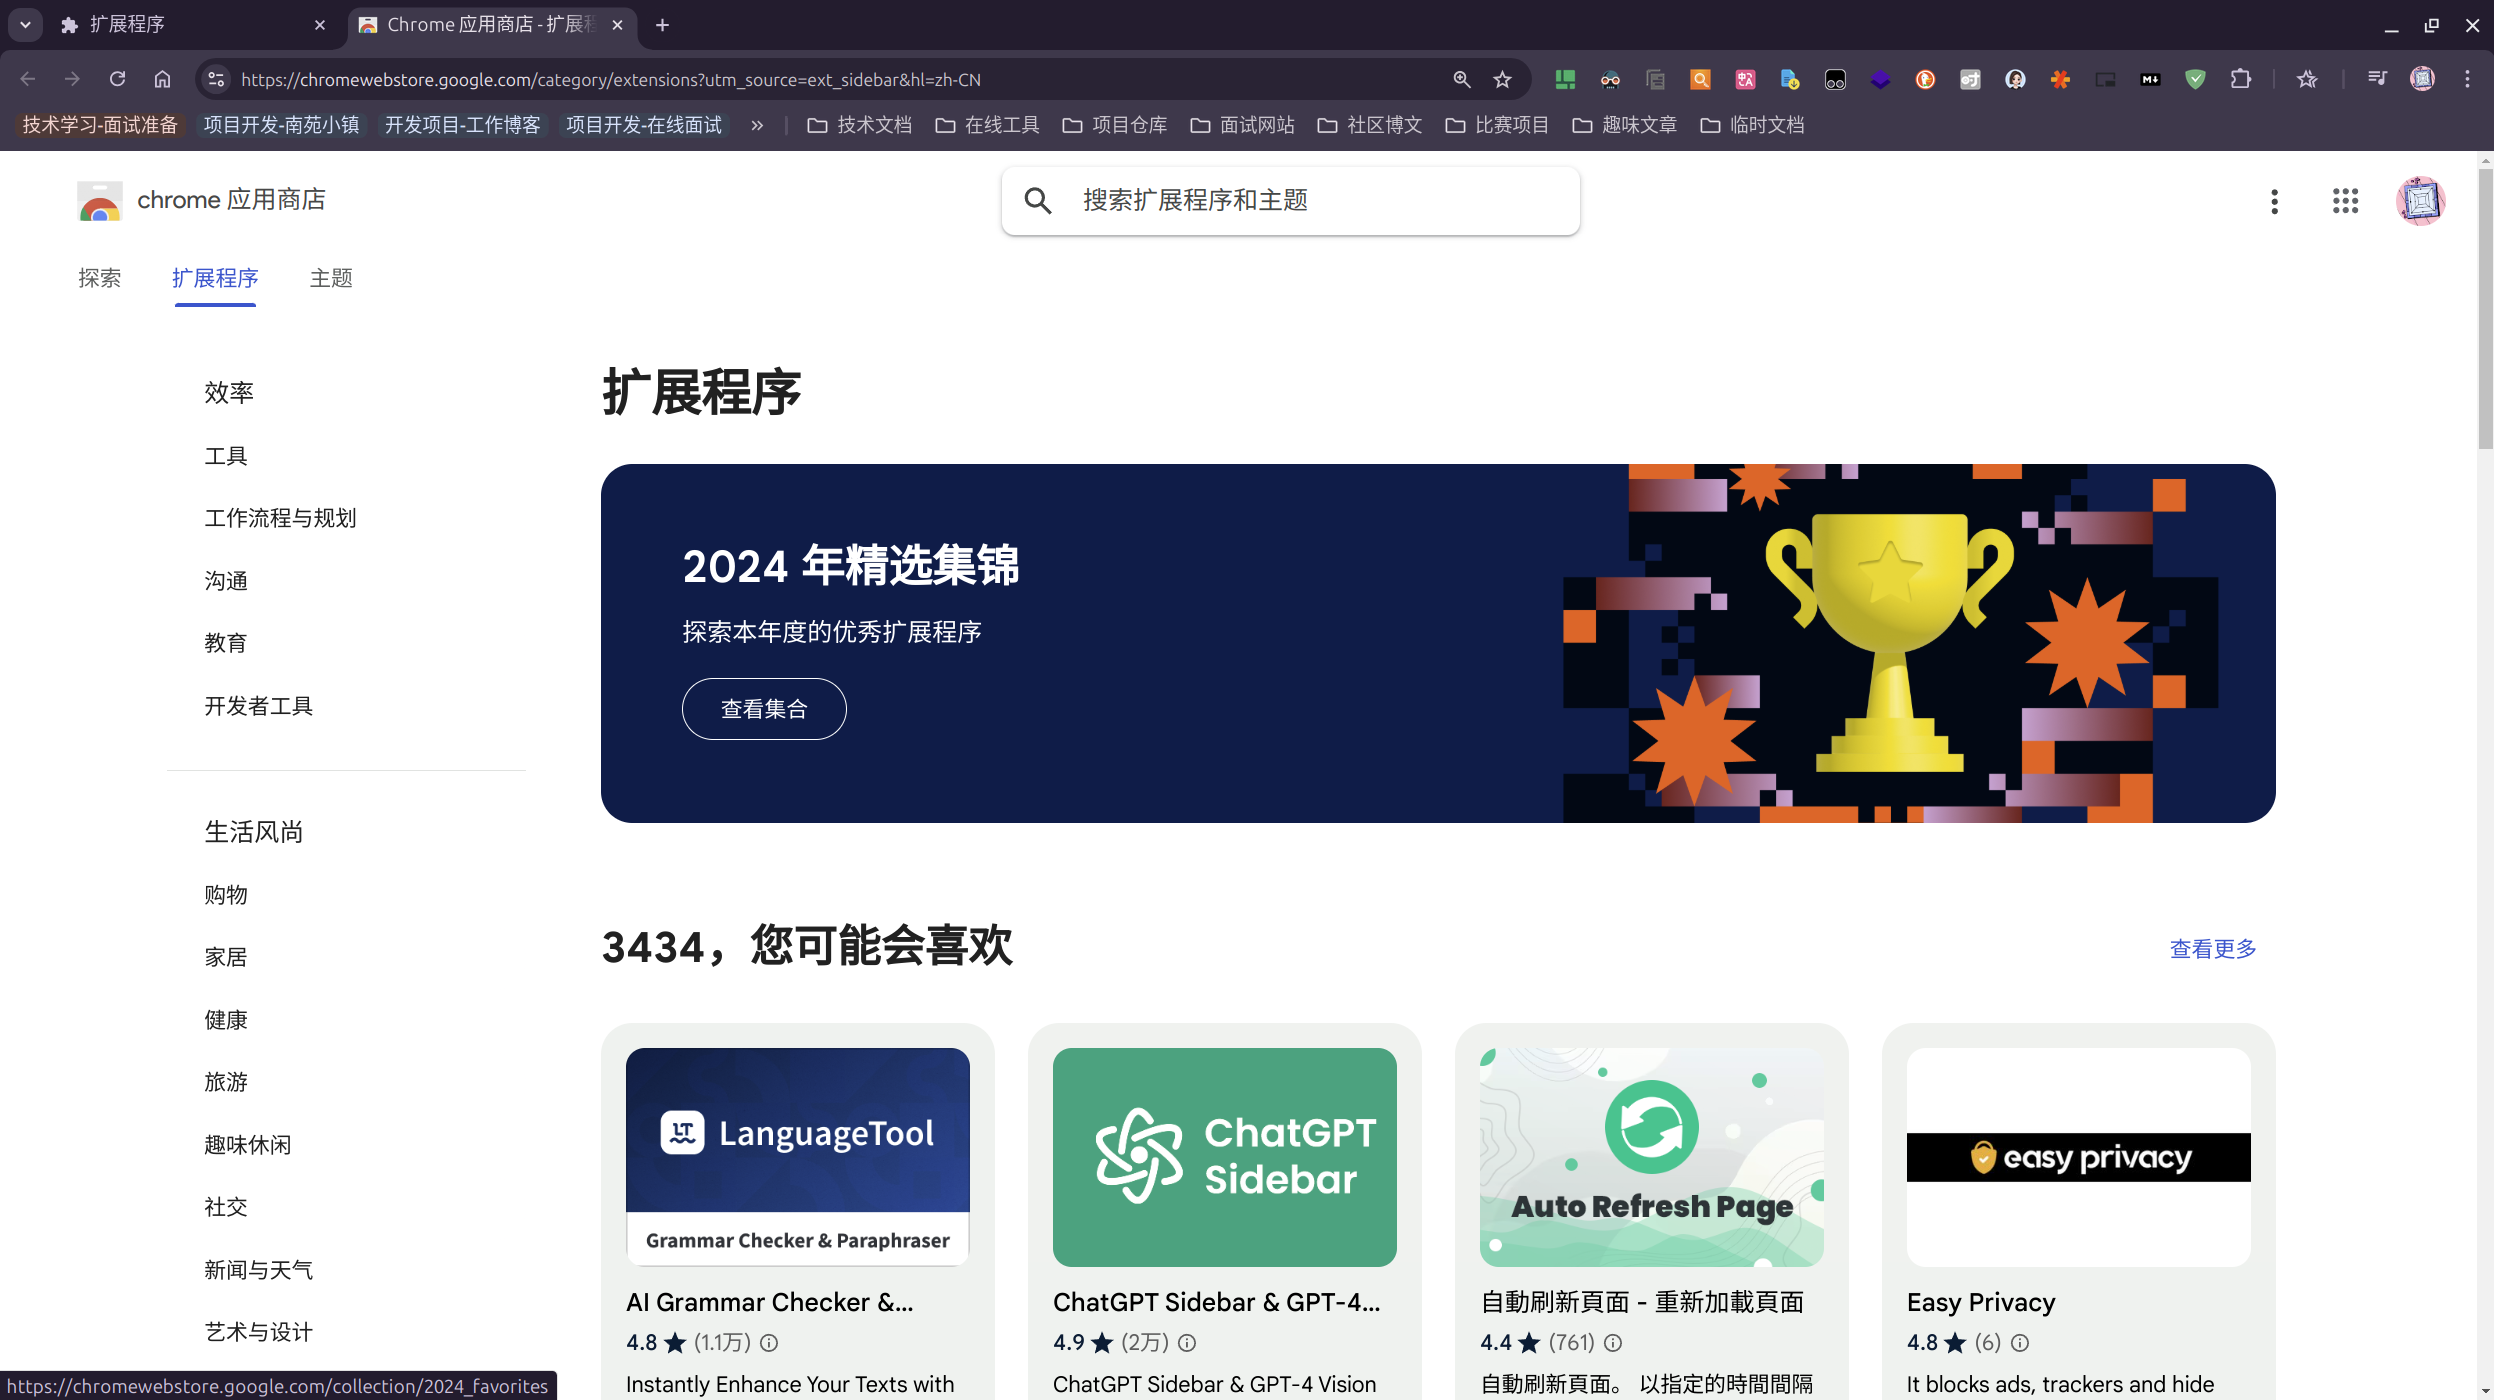 扩展程序
Chrome 应用商店 - 扩展程
https://chromewebstore.google.com/category/extensions?utm_source=ext_sidebar&hl=zh-CN
技术学习-面试准备
项目开发-南苑小镇
开发项目-工作博客
项目开发-在线面试
技术文档
在线工具
项目仓库
面试网站
社区博文
比赛项目
趣味文章
临时文档
chrome 应用商店
搜索扩展程序和主题
探索
扩展程序
主题
效率
工具
工作流程与规划
沟通
教育
开发者工具
生活风尚
购物
家居
健康
旅游
趣味休闲
社交
新闻与天气
艺术与设计
扩展程序
2024 年精选集锦
探索本年度的优秀扩展程序
查看集合
3434，您可能会喜欢
查看更多
LT LanguageTool
Grammar Checker & Paraphraser
AI Grammar Checker &...
4.8 ★ (1.1万)
Instantly Enhance Your Texts with
ChatGPT
Sidebar
ChatGPT Sidebar & GPT-4...
4.9 ★ (2万)
ChatGPT Sidebar & GPT-4 Vision
Auto Refresh Page
自動刷新頁面 - 重新加載頁面
4.4 ★ (761)
自動刷新頁面。 以指定的時間間隔
easy privacy
Easy Privacy
4.8 ★ (6)
It blocks ads, trackers and hide
https://chromewebstore.google.com/collection/2024_favorites